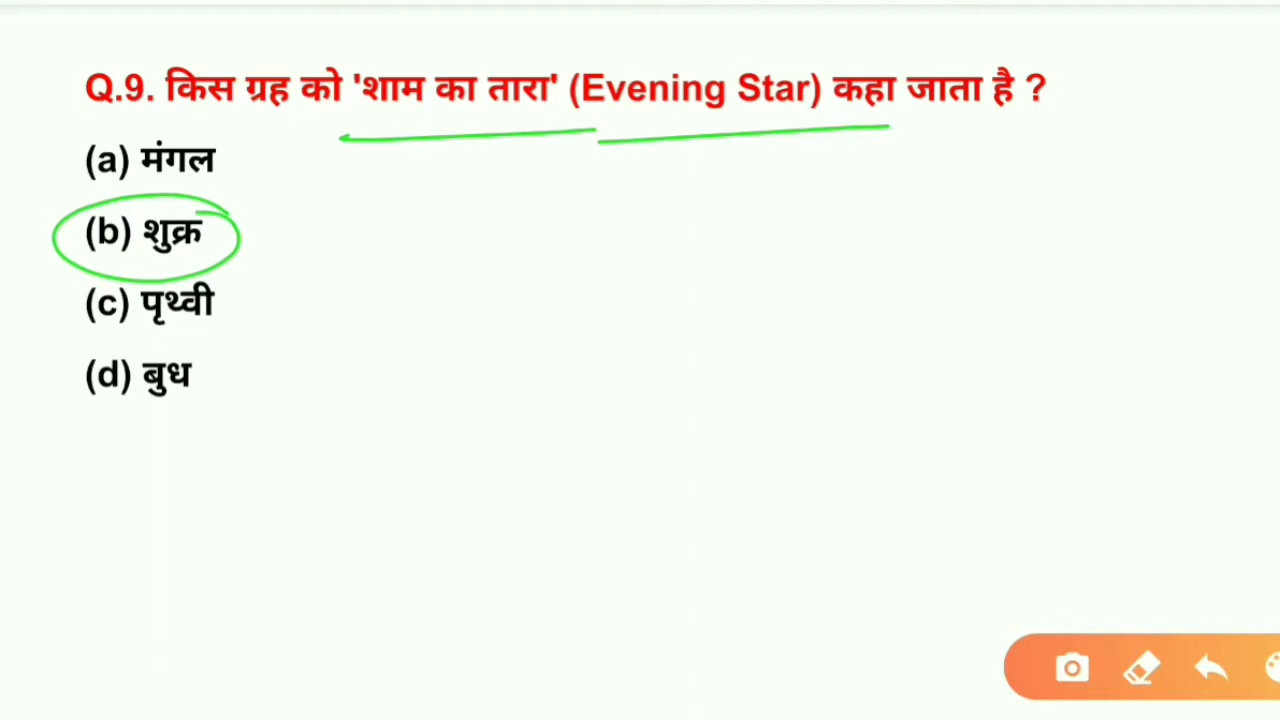 Q.9. किस ग्रह को 'शाम का तारा' (Evening Star) कहा जाता है ?
(a) मंगल
(b) शुक्र
(c) पृथ्वी
(d) बुध